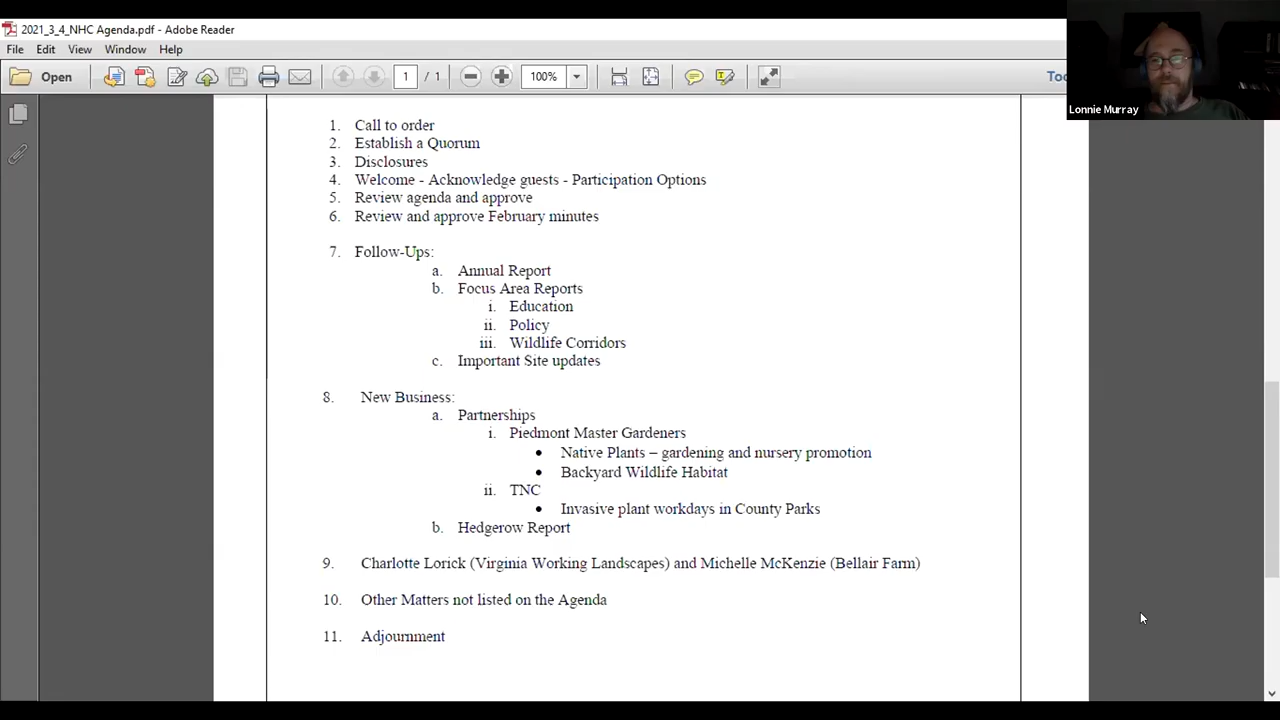 2021_3_4_NHC Agenda.pdf - Adobe Reader
File Edit View Window Help
Open 1 / 1 100%
Lonnie Murray
1. Call to order
2. Establish a Quorum
3. Disclosures
4. Welcome - Acknowledge guests - Participation Options
5. Review agenda and approve
6. Review and approve February minutes
7. Follow-Ups:
a. Annual Report
b. Focus Area Reports
i. Education
ii. Policy
iii. Wildlife Corridors
c. Important Site updates
8. New Business:
a. Partnerships
i. Piedmont Master Gardeners
• Native Plants – gardening and nursery promotion
• Backyard Wildlife Habitat
ii. TNC
• Invasive plant workdays in County Parks
b. Hedgerow Report
9. Charlotte Lorick (Virginia Working Landscapes) and Michelle McKenzie (Bellair Farm)
10. Other Matters not listed on the Agenda
11. Adjournment